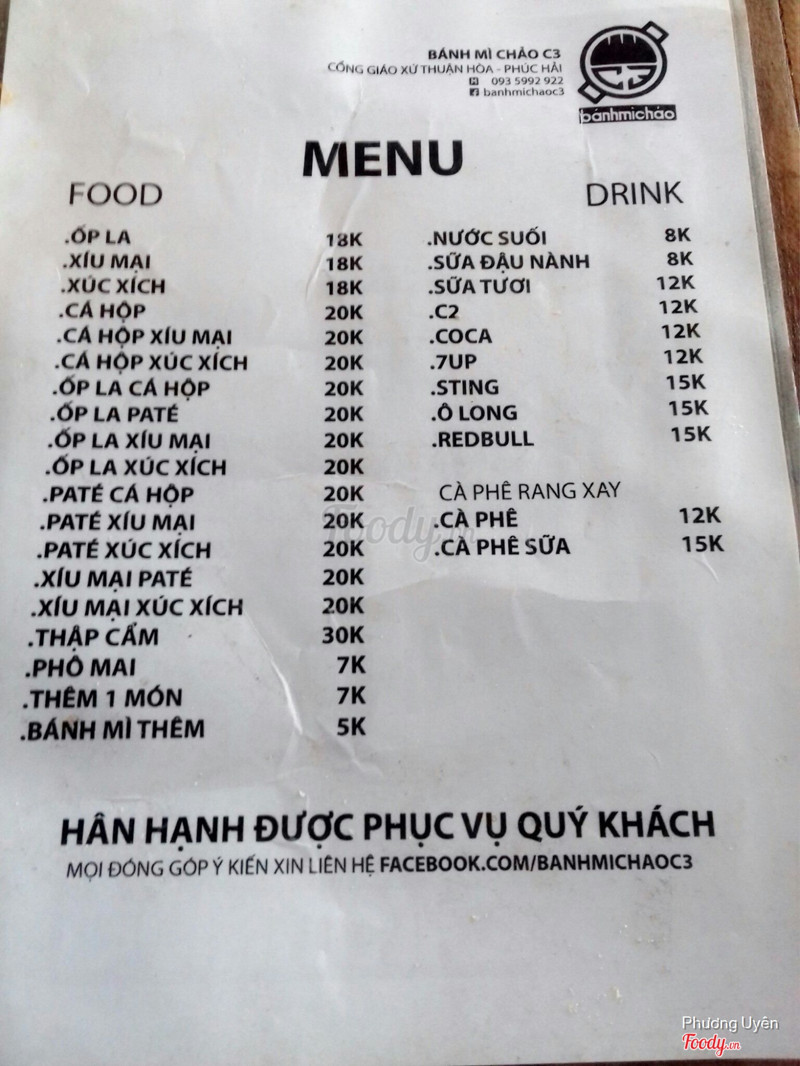 BÁNH MÌ CHẢO C3
CỔNG GIÁO XỨ THUẬN HÒA - PHÚC HẢI
093 5992 922
banhmichaoc3
bánhmìchảo
MENU
FOOD
.ỐP LA 18K
.XÍU MẠI 18K
.XÚC XÍCH 18K
.CÁ HỘP 20K
.CÁ HỘP XÍU MẠI 20K
.CÁ HỘP XÚC XÍCH 20K
.ỐP LA CÁ HỘP 20K
.ỐP LA PATÉ 20K
.ỐP LA XÍU MẠI 20K
.ỐP LA XÚC XÍCH 20K
.PATÉ CÁ HỘP 20K
.PATÉ XÍU MẠI 20K
.PATÉ XÚC XÍCH 20K
.XÍU MẠI PATÉ 20K
.XÍU MẠI XÚC XÍCH 20K
.THẬP CẨM 30K
.PHÔ MAI 7K
.THÊM 1 MÓN 7K
.BÁNH MÌ THÊM 5K
DRINK
.NƯỚC SUỐI 8K
.SỮA ĐẬU NÀNH 8K
.SỮA TƯƠI 12K
.C2 12K
.COCA 12K
.7UP 12K
.STING 15K
.Ô LONG 15K
.REDBULL 15K
CÀ PHÊ RANG XAY
.CÀ PHÊ 12K
.CÀ PHÊ SỮA 15K
Foody.vn
HÂN HẠNH ĐƯỢC PHỤC VỤ QUÝ KHÁCH
MỌI ĐÓNG GÓP Ý KIẾN XIN LIÊN HỆ FACEBOOK.COM/BANHMICHAOC3
Phương Uyên
Foody.vn